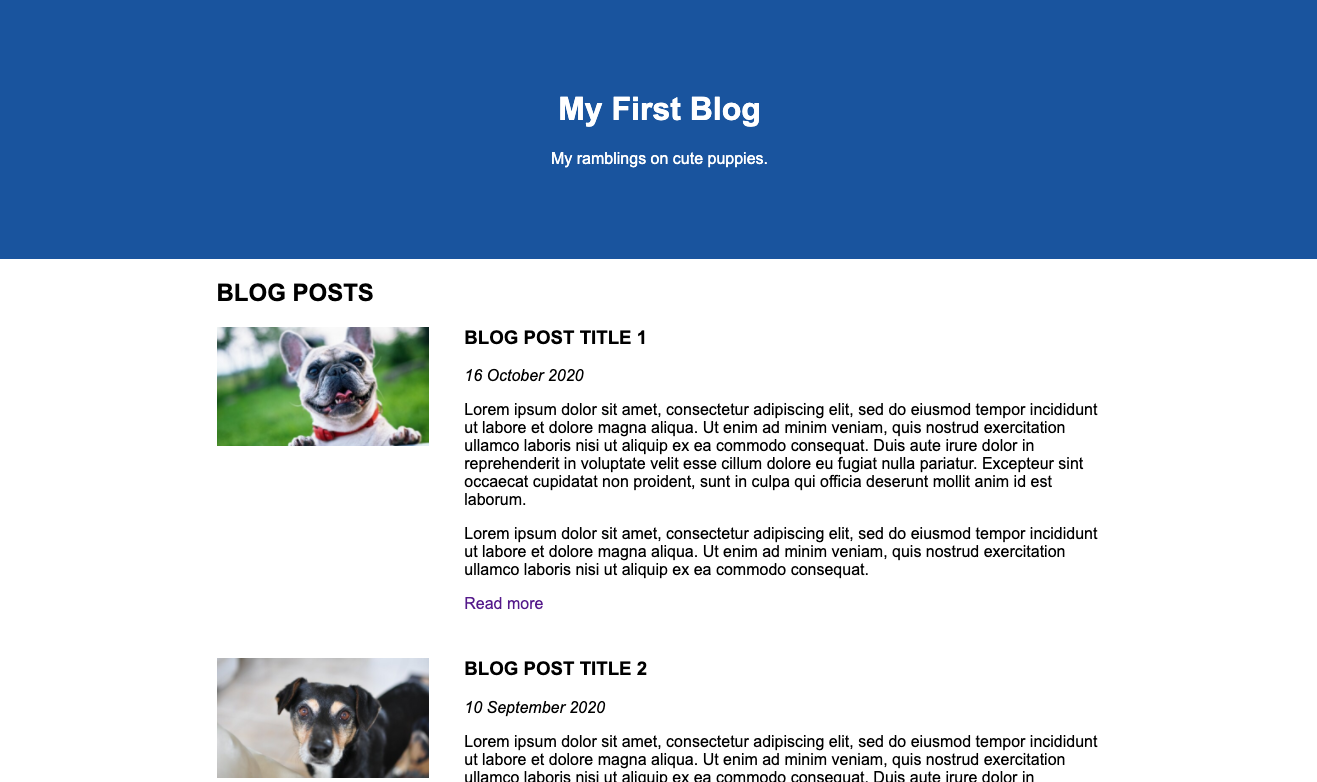 My First Blog
My ramblings on cute puppies.
BLOG POSTS
BLOG POST TITLE 1
16 October 2020
Lorem ipsum dolor sit amet, consectetur adipiscing elit, sed do eiusmod tempor incididunt
ut labore et dolore magna aliqua. Ut enim ad minim veniam, quis nostrud exercitation
ullamco laboris nisi ut aliquip ex ea commodo consequat. Duis aute irure dolor in
reprehenderit in voluptate velit esse cillum dolore eu fugiat nulla pariatur. Excepteur sint
occaecat cupidatat non proident, sunt in culpa qui officia deserunt mollit anim id est
laborum.
Lorem ipsum dolor sit amet, consectetur adipiscing elit, sed do eiusmod tempor incididunt
ut labore et dolore magna aliqua. Ut enim ad minim veniam, quis nostrud exercitation
ullamco laboris nisi ut aliquip ex ea commodo consequat.
Read more
BLOG POST TITLE 2
10 September 2020
Lorem ipsum dolor sit amet, consectetur adipiscing elit, sed do eiusmod tempor incididunt
ut labore et dolore magna aliqua. Ut enim ad minim veniam, quis nostrud exercitation
ullamco laboris nisi ut aliquip ex ea commodo consequat. Duis aute irure dolor in